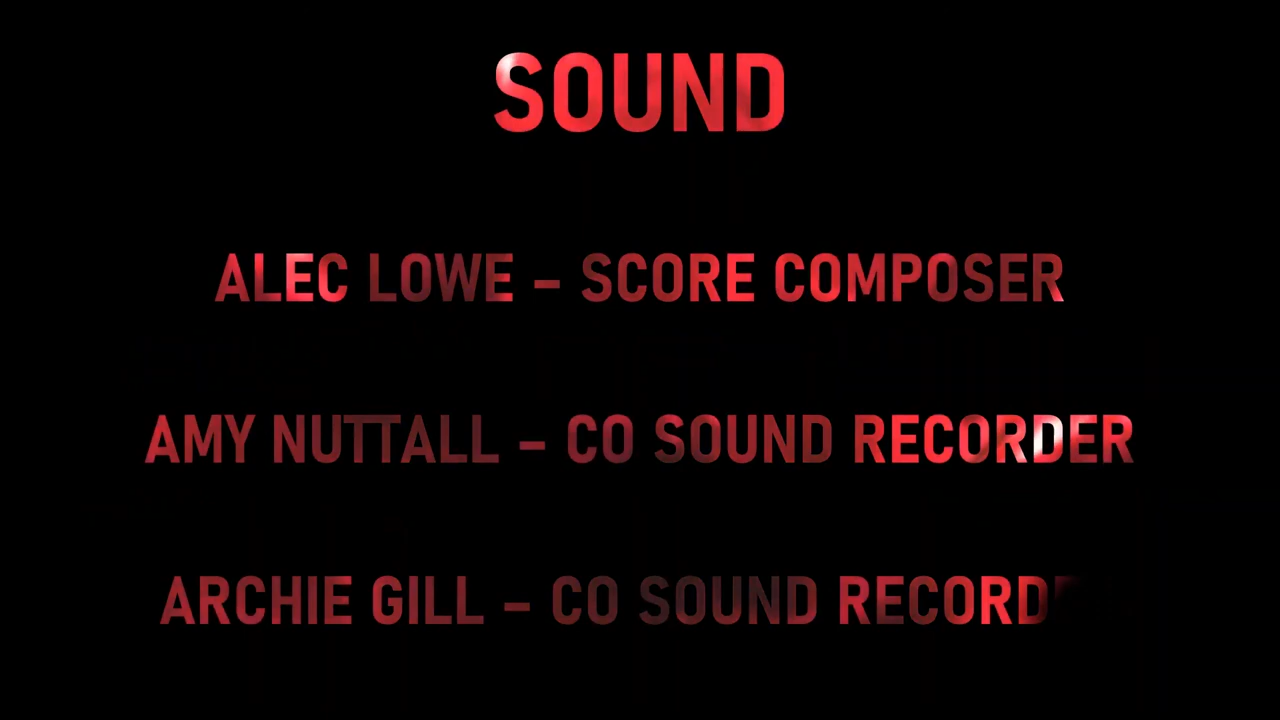 SOUND
ALEC LOWE – SCORE COMPOSER
AMY NUTTALL – CO SOUND RECORDER
ARCHIE GILL – CO SOUND